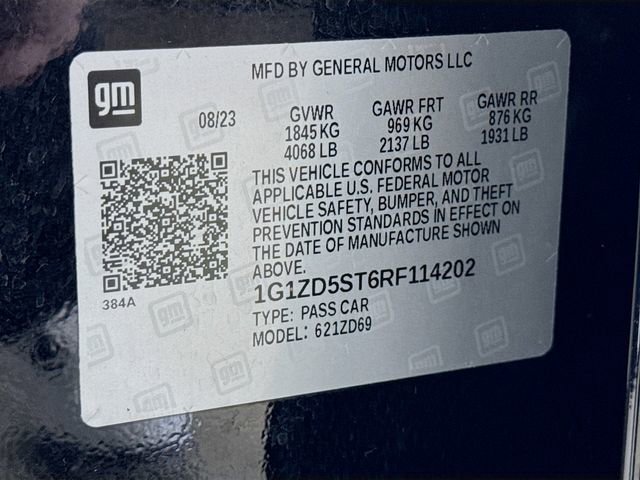 gm
MFD BY GENERAL MOTORS LLC
08/23
GVWR
1845 KG
4068 LB
GAWR FRT
969 KG
2137 LB
GAWR RR
876 KG
1931 LB
THIS VEHICLE CONFORMS TO ALL
APPLICABLE U.S. FEDERAL MOTOR
VEHICLE SAFETY, BUMPER, AND THEFT
PREVENTION STANDARDS IN EFFECT ON
THE DATE OF MANUFACTURE SHOWN
ABOVE.
384A
1G1ZD5ST6RF114202
TYPE: PASS CAR
MODEL: 621ZD69